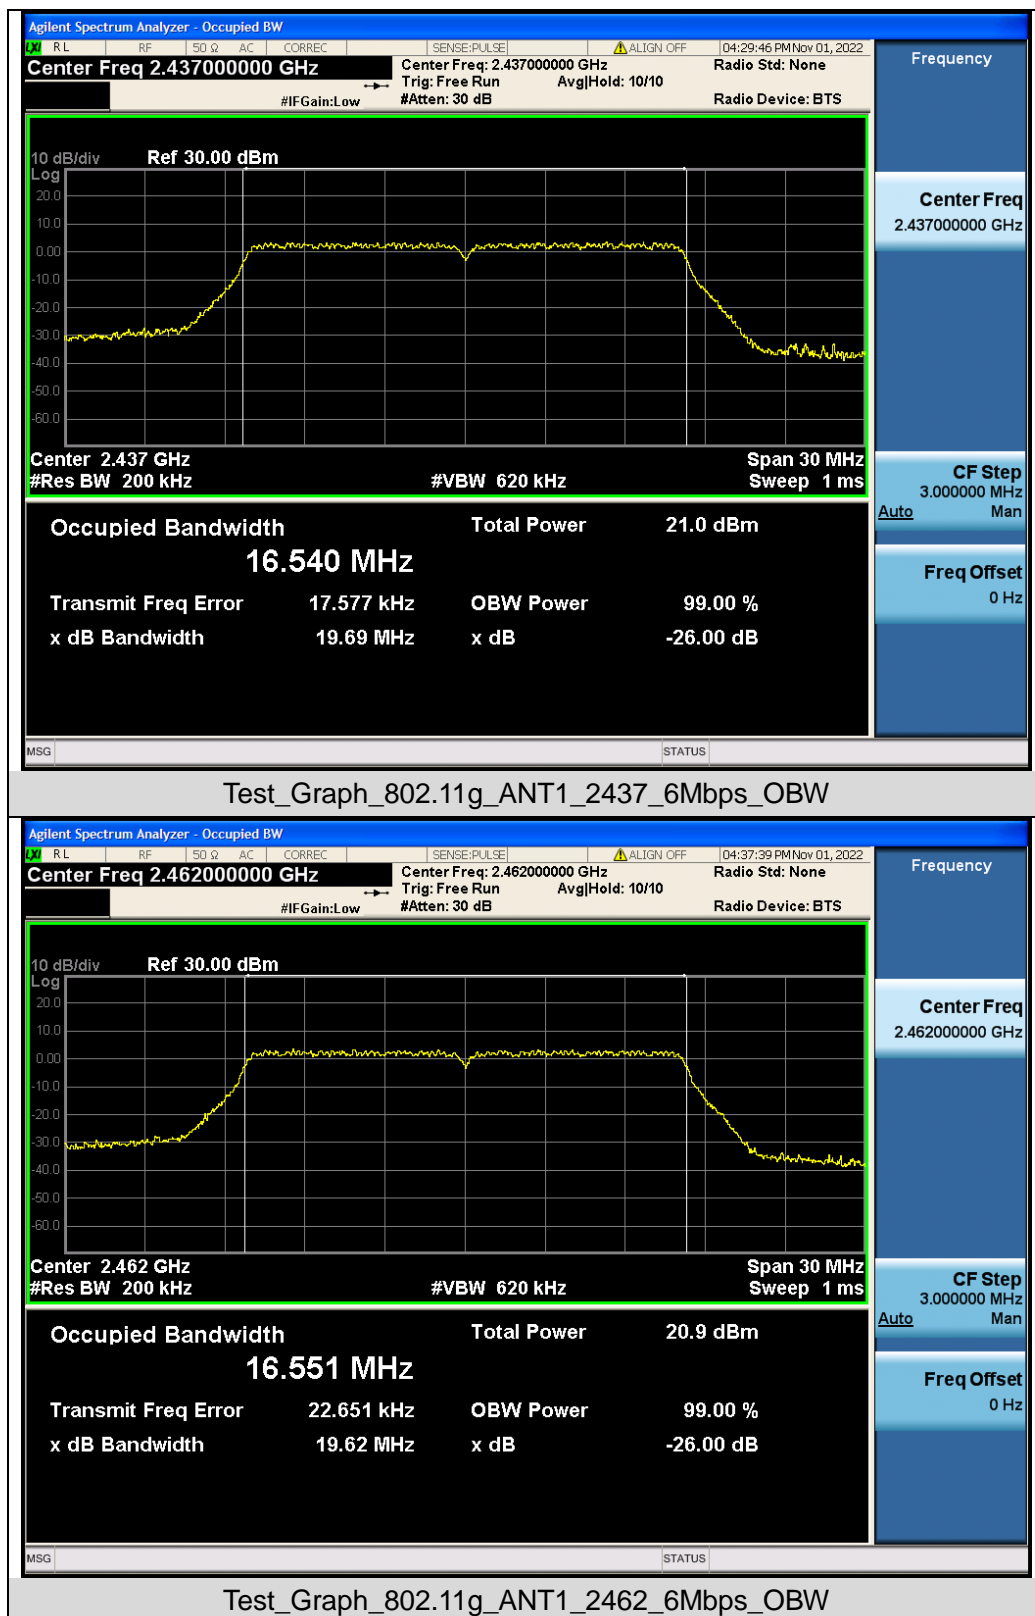 Agilent Spectrum Analyzer - Occupied BW
LXI RL RF 50 Ω AC CORREC SENSE:PULSE ALIGN OFF 04:29:46 PM Nov 01, 2022
Center Freq 2.437000000 GHz Center Freq: 2.437000000 GHz Radio Std: None
Trig: Free Run Avg|Hold: 10/10
#IFGain:Low #Atten: 30 dB Radio Device: BTS
Frequency
10 dB/div Ref 30.00 dBm
Log
20.0
10.0
0.00
-10.0
-20.0
-30.0
-40.0
-50.0
-60.0
Center 2.437 GHz Span 30 MHz
#Res BW 200 kHz #VBW 620 kHz Sweep 1 ms
Center Freq
2.437000000 GHz
CF Step
3.000000 MHz
Auto Man
Freq Offset
0 Hz
Occupied Bandwidth Total Power 21.0 dBm
16.540 MHz
Transmit Freq Error 17.577 kHz OBW Power 99.00 %
x dB Bandwidth 19.69 MHz x dB -26.00 dB
MSG STATUS
Test_Graph_802.11g_ANT1_2437_6Mbps_OBW
Agilent Spectrum Analyzer - Occupied BW
LXI RL RF 50 Ω AC CORREC SENSE:PULSE ALIGN OFF 04:37:39 PM Nov 01, 2022
Center Freq 2.462000000 GHz Center Freq: 2.462000000 GHz Radio Std: None
Trig: Free Run Avg|Hold: 10/10
#IFGain:Low #Atten: 30 dB Radio Device: BTS
Frequency
10 dB/div Ref 30.00 dBm
Log
20.0
10.0
0.00
-10.0
-20.0
-30.0
-40.0
-50.0
-60.0
Center 2.462 GHz Span 30 MHz
#Res BW 200 kHz #VBW 620 kHz Sweep 1 ms
Center Freq
2.462000000 GHz
CF Step
3.000000 MHz
Auto Man
Freq Offset
0 Hz
Occupied Bandwidth Total Power 20.9 dBm
16.551 MHz
Transmit Freq Error 22.651 kHz OBW Power 99.00 %
x dB Bandwidth 19.62 MHz x dB -26.00 dB
MSG STATUS
Test_Graph_802.11g_ANT1_2462_6Mbps_OBW